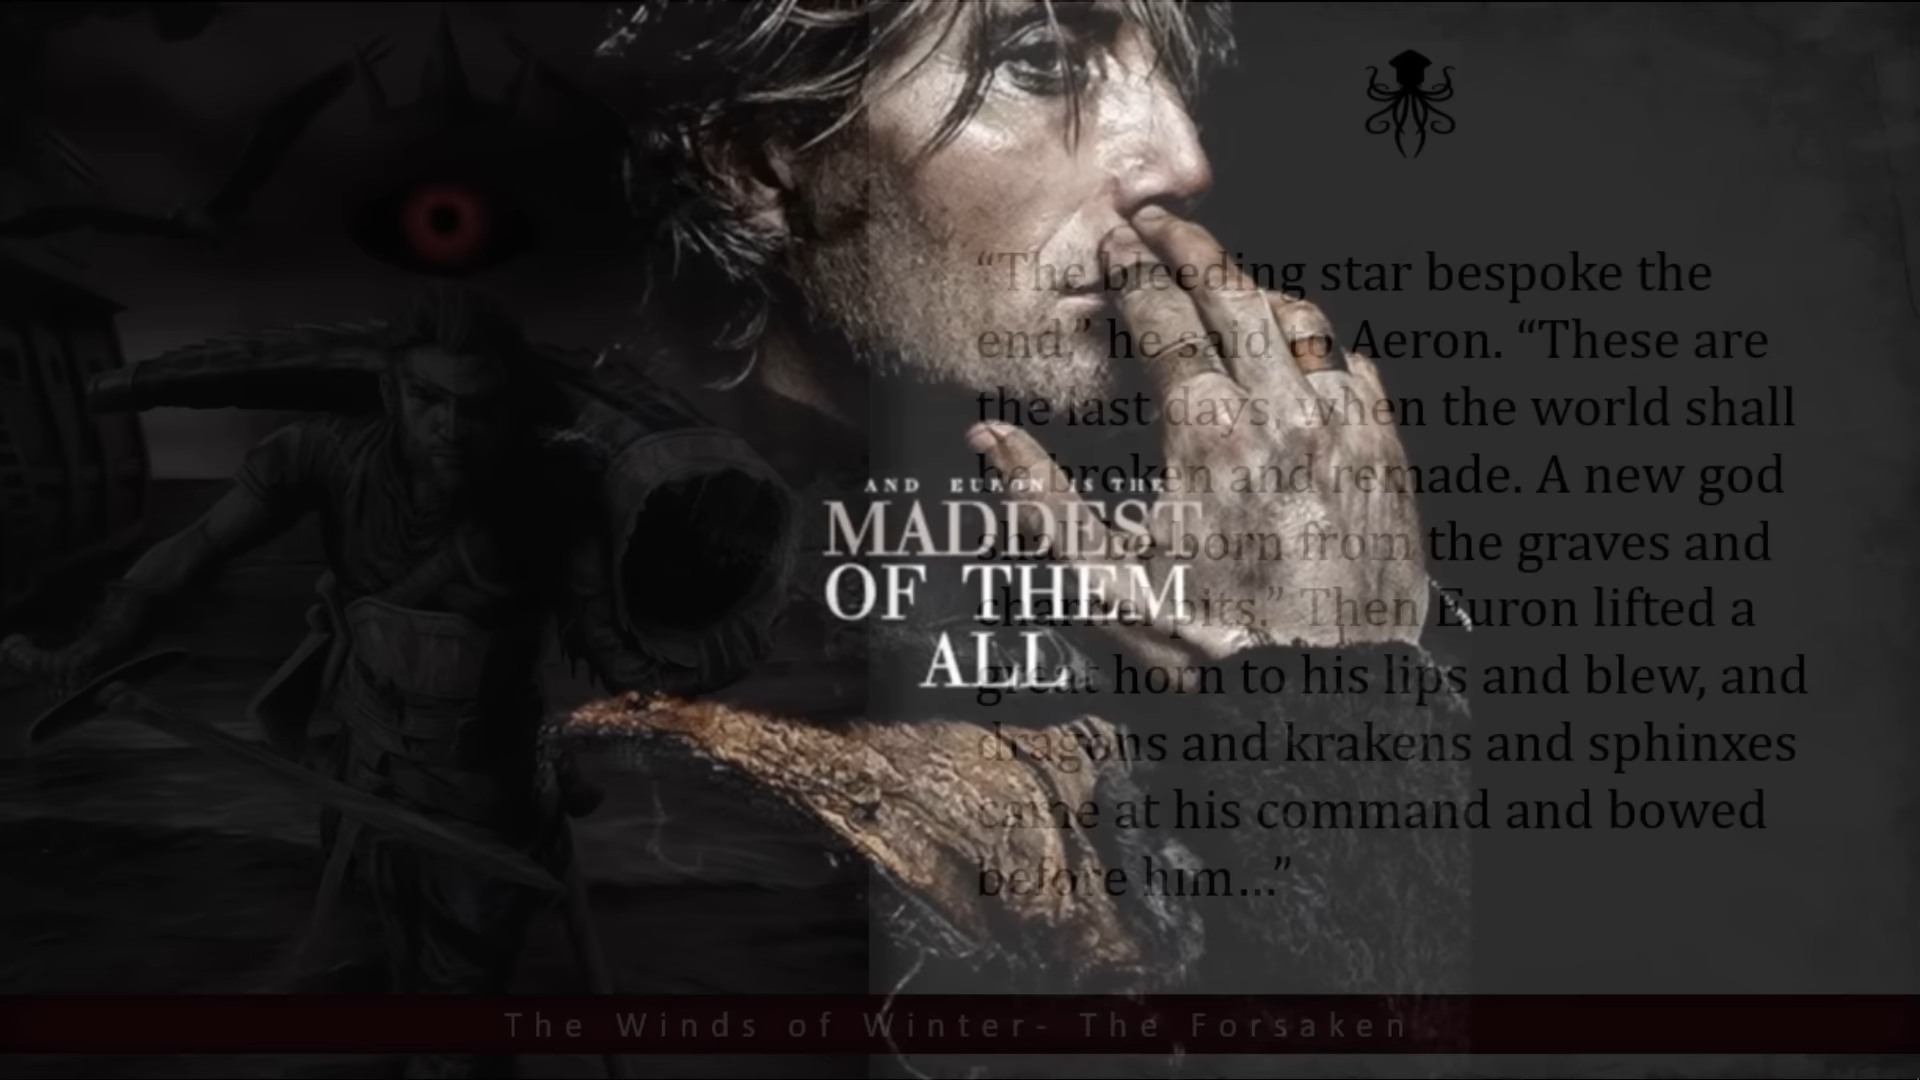 “The bleeding star bespoke the
end,” he said to Aeron. “These are
the last days, when the world shall
be broken and remade. A new god
shall be born from the graves and
charnel pits.” Then Euron lifted a
great horn to his lips and blew, and
dragons and krakens and sphinxes
came at his command and bowed
before him...”
AND EURON IS THE
MADDEST
OF THEM
ALL
The Winds of Winter- The Forsaken